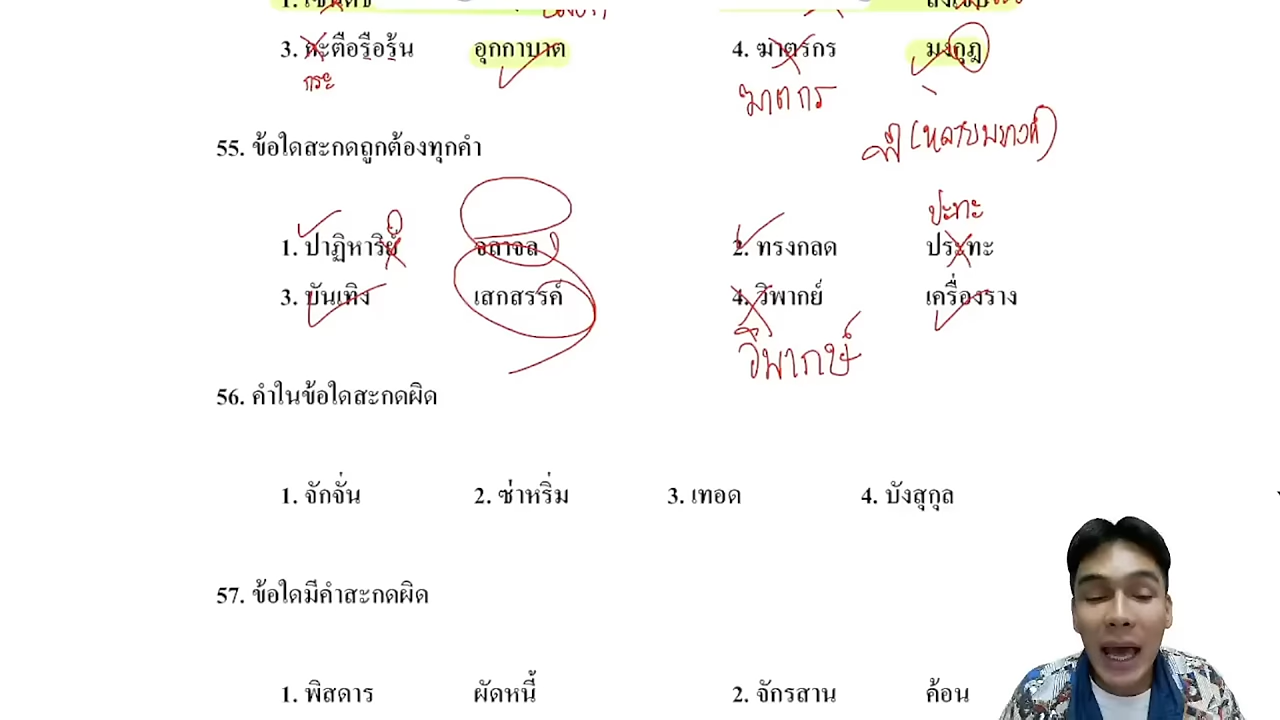 3. กะตือรือร้น อุกกาบาต 4. ฆาตรกร มงกุฎ
กระ
ฆาตกร
55. ข้อใดสะกดถูกต้องทุกคำ
ปะทะ
1. ปาฏิหาริย์ อลาจล 2. ทรงกลด ประทะ
3. บันเทิง เสกสรรค์ 4. วิพากย์ เครื่องราง
วิพากษ์
56. คำในข้อใดสะกดผิด
1. จักจั่น 2. ซ่าหริ่ม 3. เทอด 4. บังสุกุล
57. ข้อใดมีคำสะกดผิด
1. พิสดาร ผัดหนี้ 2. จักรสาน ค้อน